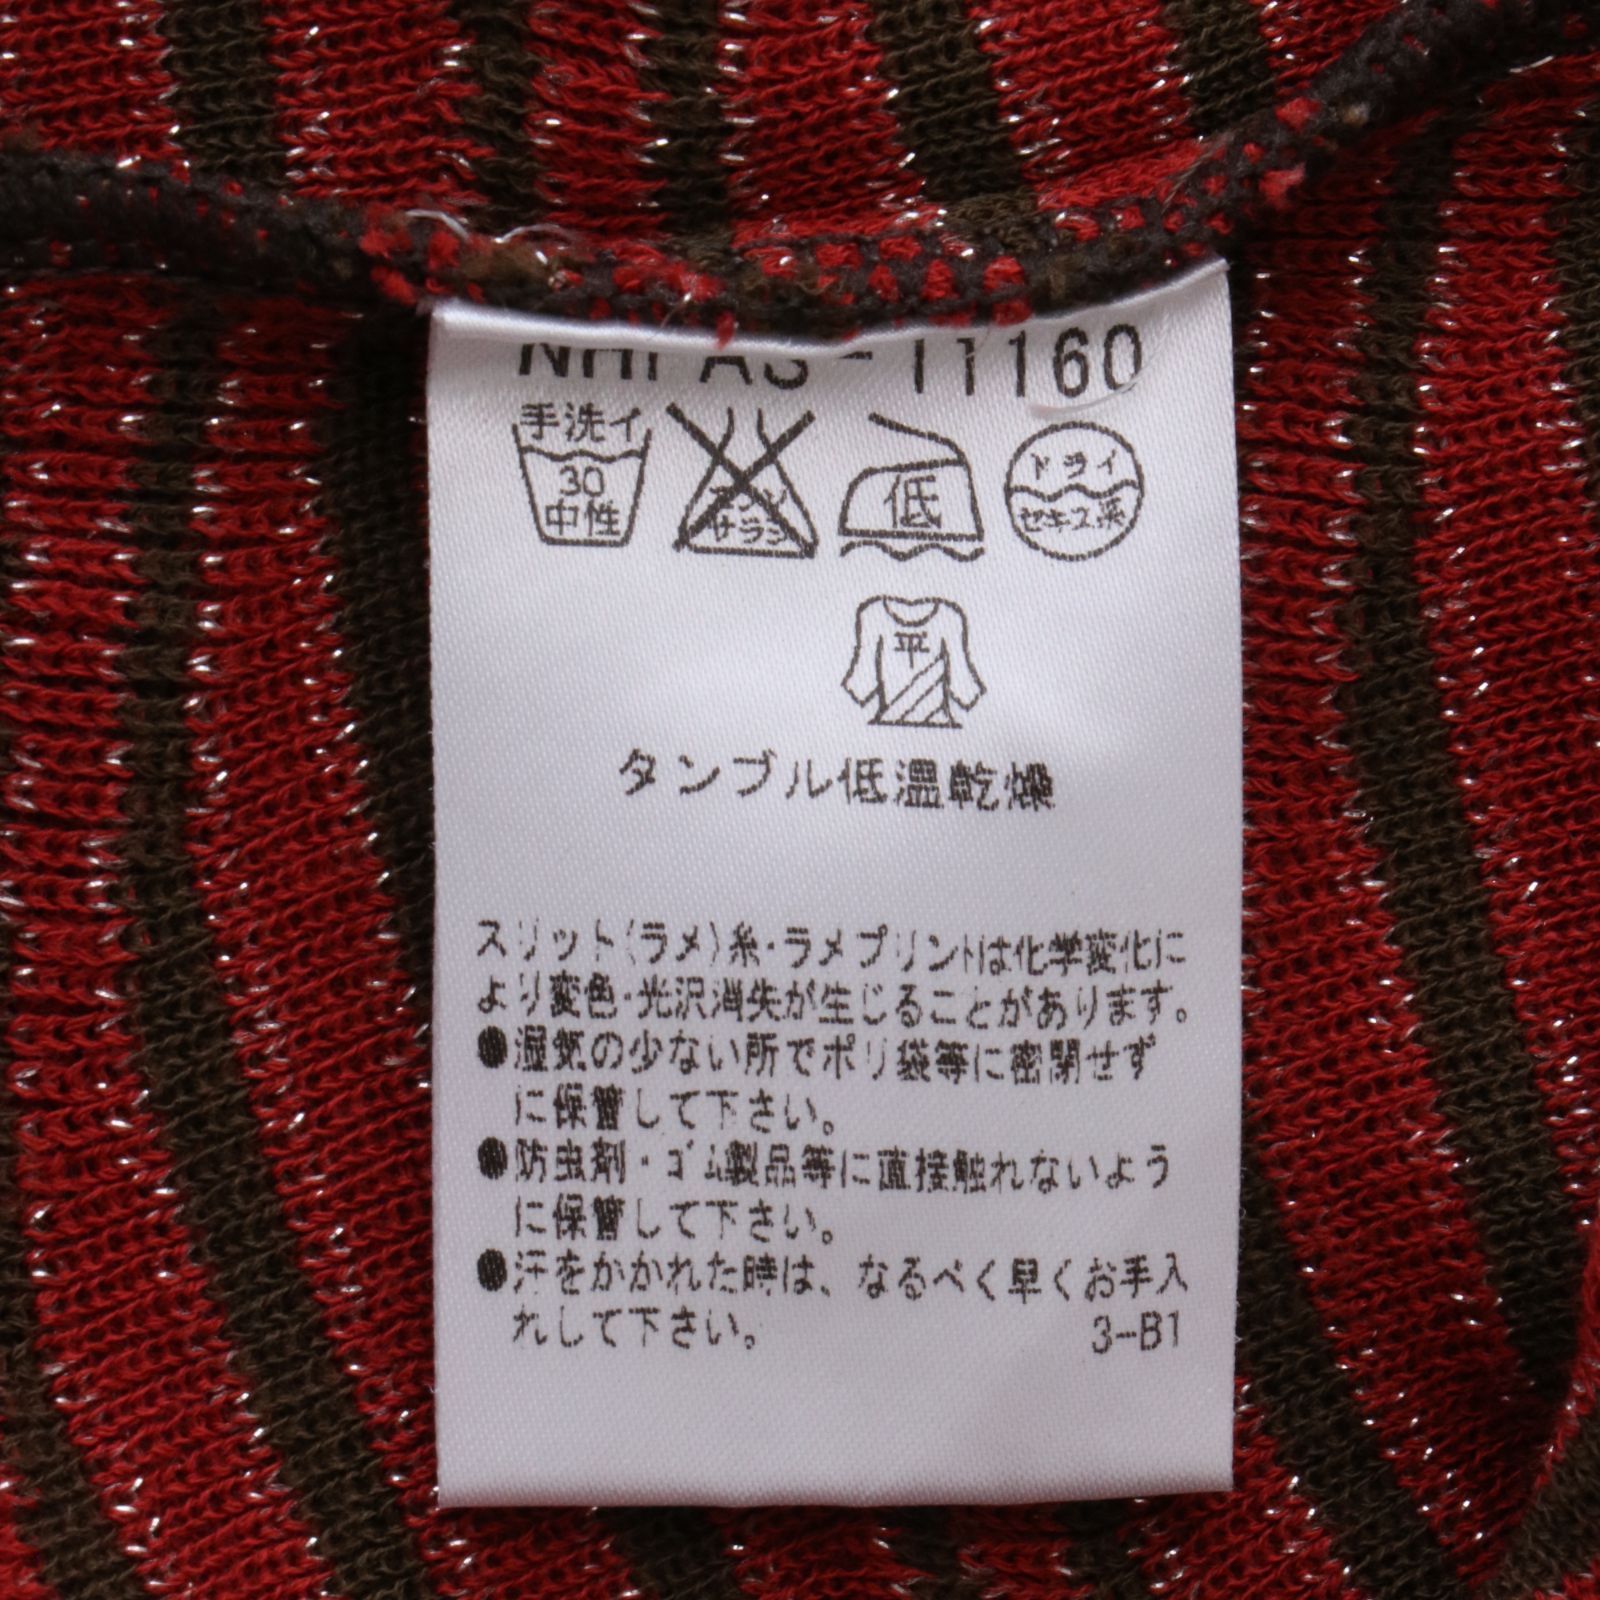 11160
手洗イ
30
中性
サラシ
低
ドライ
セキユ系
平
タンブル低温乾燥
スリット(ラメ)糸・ラメプリントは化学変化に
より変色・光沢消失が生じることがあります。
●湿気の少ない所でポリ袋等に密閉せず
に保管して下さい。
●防虫剤・ゴム製品等に直接触れないよう
に保管して下さい。
●汗をかかれた時は、なるべく早くお手入
れして下さい。
3-B1